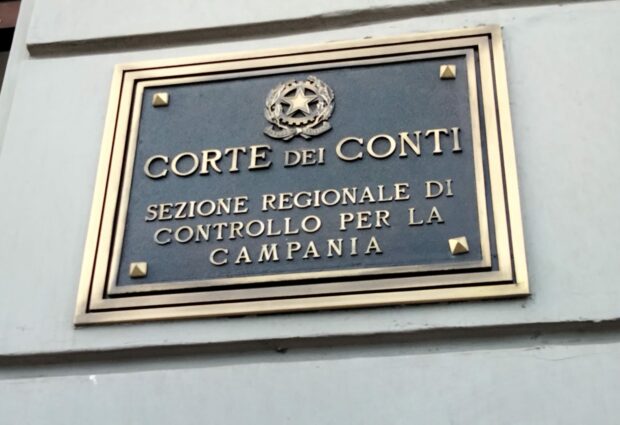 CORTE DEI CONTI
SEZIONE REGIONALE DI
CONTROLLO PER LA
CAMPANIA